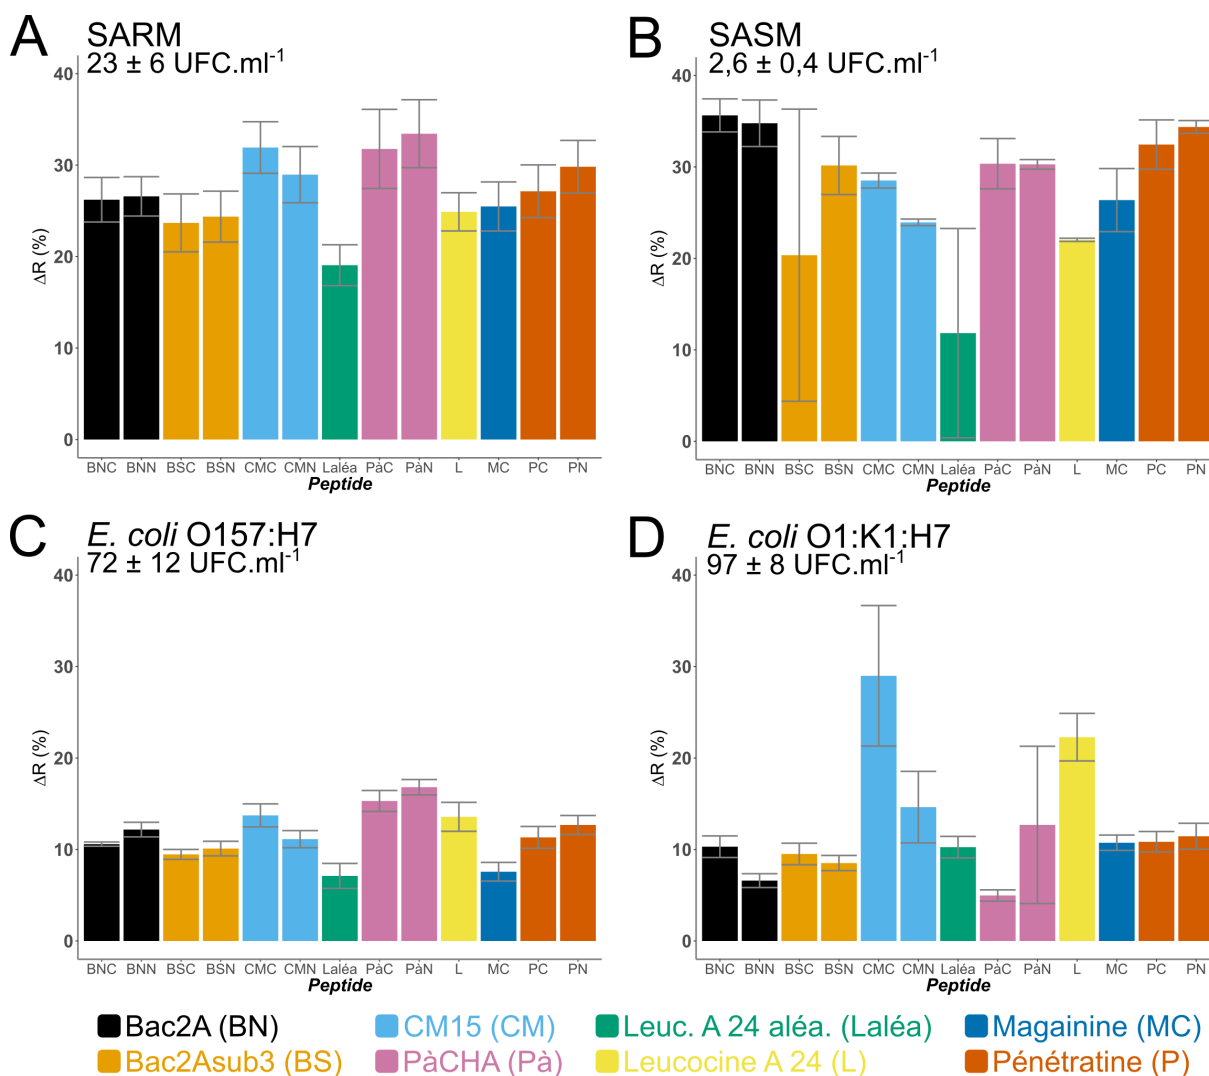 A
SARM
23 ± 6 UFC.ml⁻¹
40
30
20
10
0
ΔR (%)
BNC BNN BSC BSN CMC CMN Laléa PàC PàN L MC PC PN
Peptide
B
SASM
2,6 ± 0,4 UFC.ml⁻¹
40
30
20
10
0
ΔR (%)
BNC BNN BSC BSN CMC CMN Laléa PàC PàN L MC PC PN
Peptide
C
E. coli O157:H7
72 ± 12 UFC.ml⁻¹
40
30
20
10
0
ΔR (%)
BNC BNN BSC BSN CMC CMN Laléa PàC PàN L MC PC PN
Peptide
D
E. coli O1:K1:H7
97 ± 8 UFC.ml⁻¹
40
30
20
10
0
ΔR (%)
BNC BNN BSC BSN CMC CMN Laléa PàC PàN L MC PC PN
Peptide
Bac2A (BN) CM15 (CM) Leuc. A 24 aléa. (Laléa) Magainine (MC)
Bac2Asub3 (BS) PàCHA (Pà) Leucocine A 24 (L) Pénétratine (P)